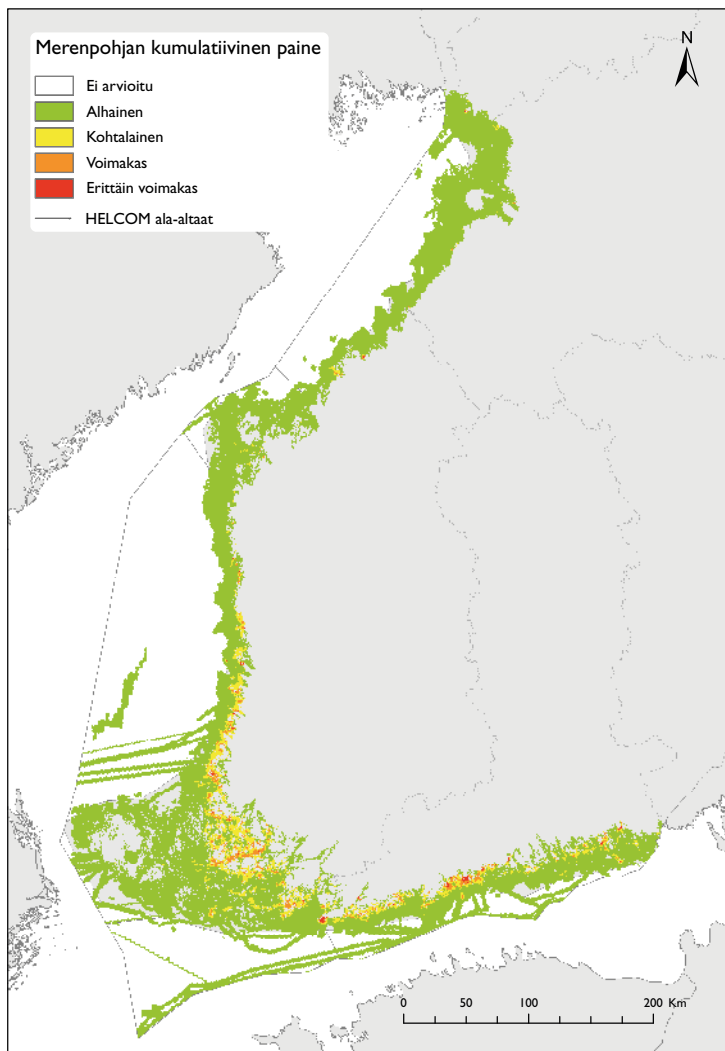 Merenpohjan kumulatiivinen paine
Ei arvioitu
Alhainen
Kohtalainen
Voimakas
Erittäin voimakas
HELCOM ala-altaat
N
0 50 100 200 Km